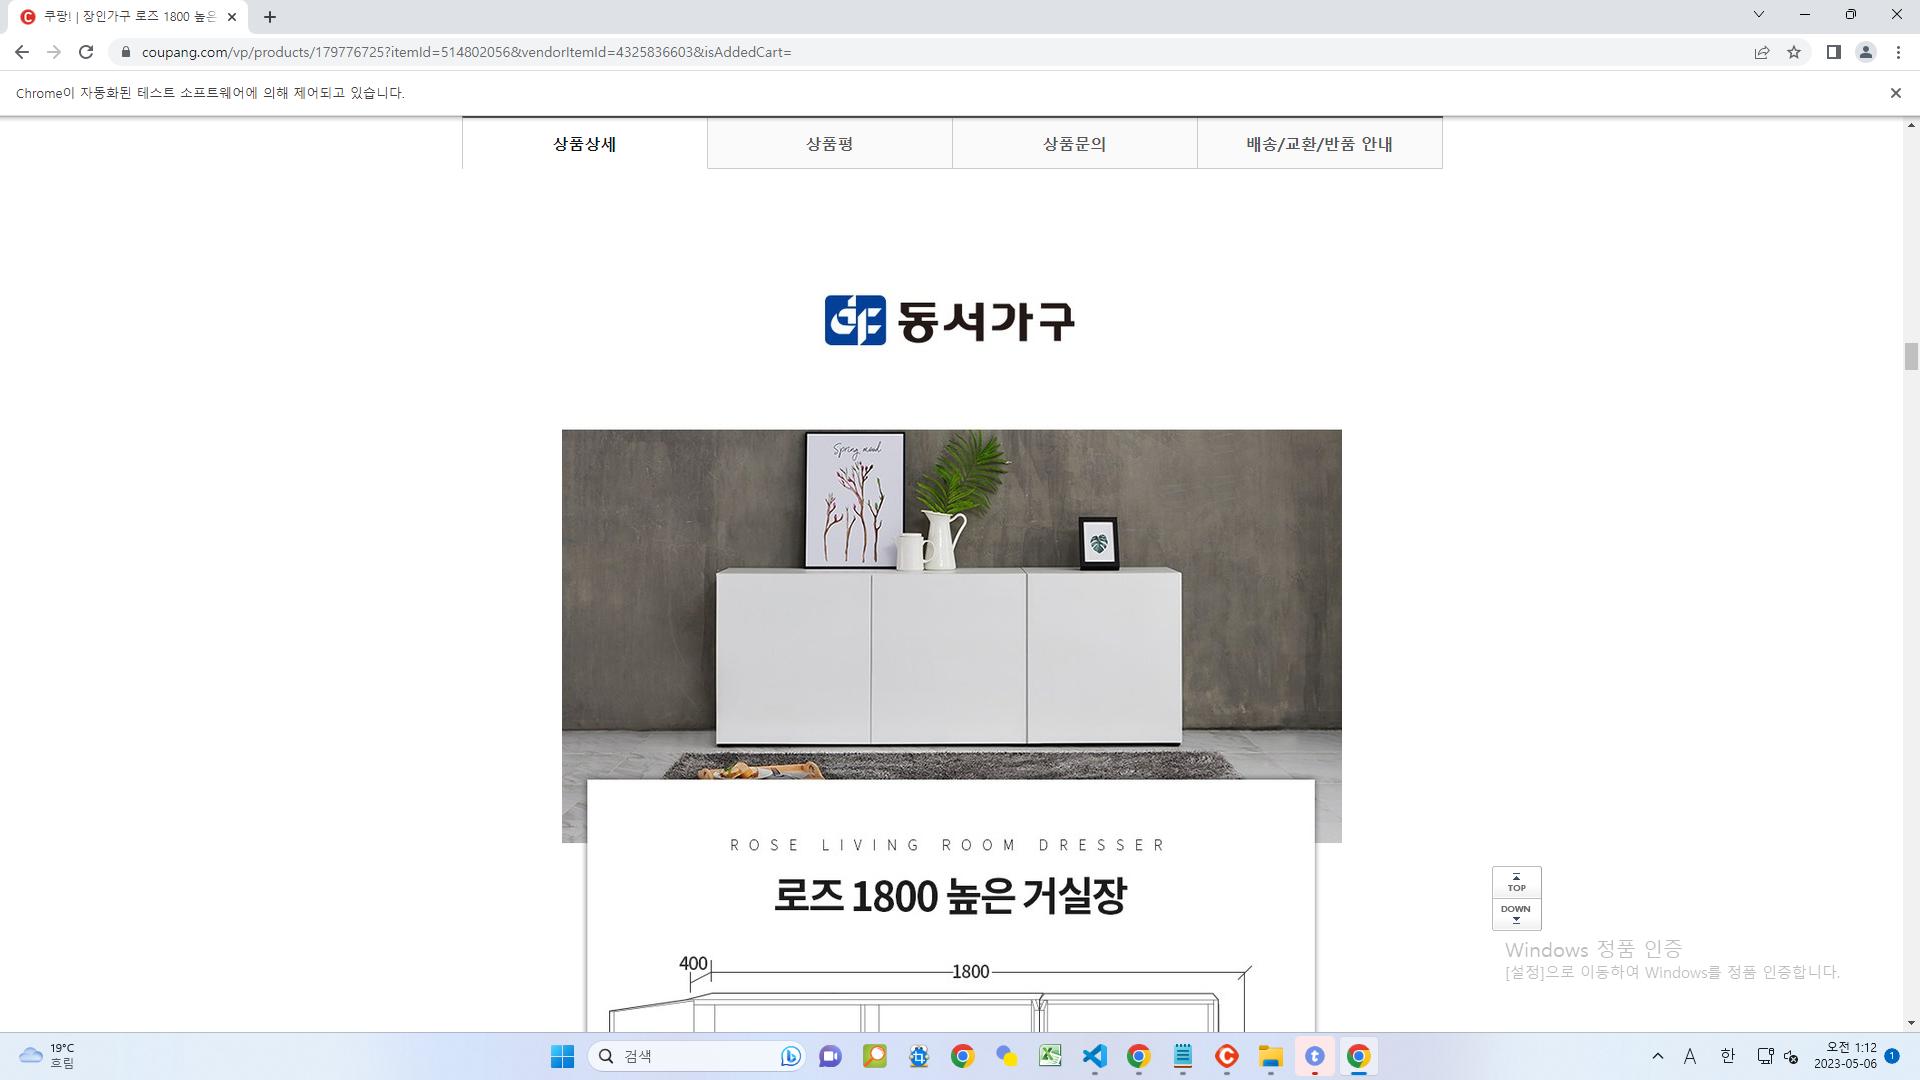 쿠팡! | 장인가구 로즈 1800 높은
coupang.com/vp/products/179776725?itemId=514802056&vendorItemId=4325836603&isAddedCart=
Chrome이 자동화된 테스트 소프트웨어에 의해 제어되고 있습니다.
상품상세
상품평
상품문의
배송/교환/반품 안내
동서가구
Spring mood
ROSE LIVING ROOM DRESSER
로즈 1800 높은 거실장
400
1800
TOP
DOWN
Windows 정품 인증
[설정]으로 이동하여 Windows를 정품 인증합니다.
19°C
흐림
검색
A
한
오전 1:12
2023-05-06
1